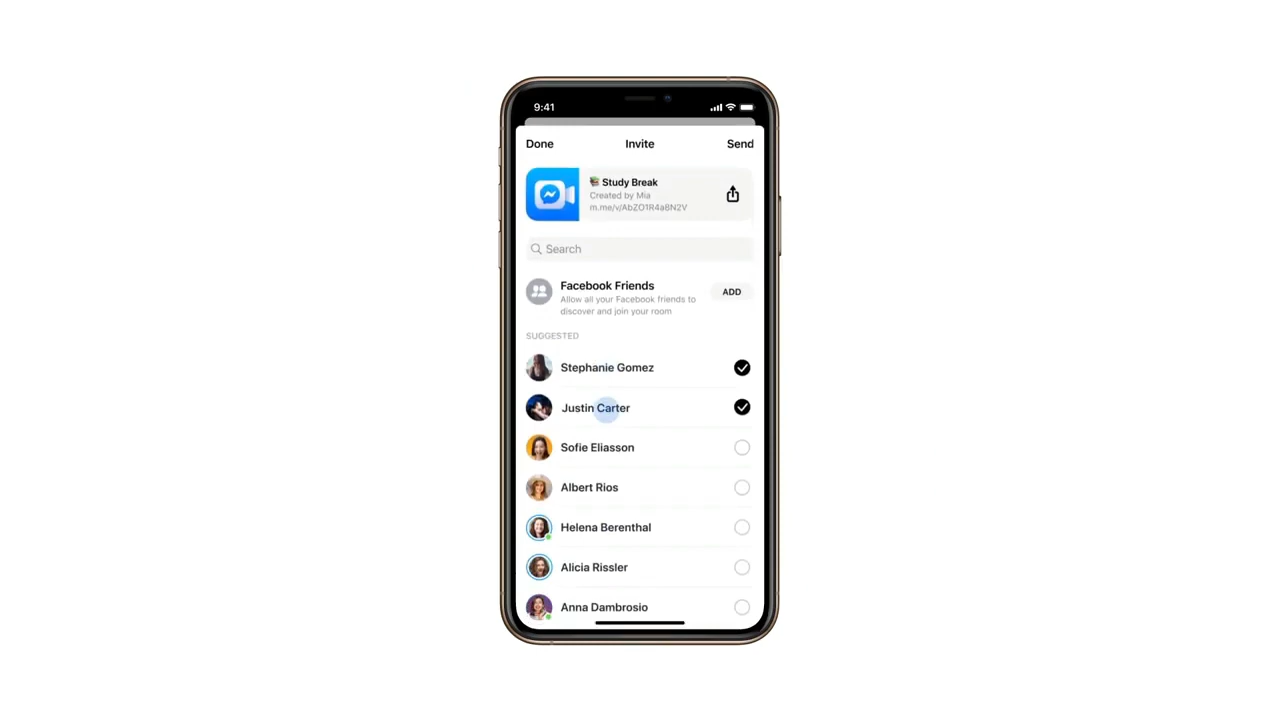 9:41
Done Invite Send
📚 Study Break
Created by Mia
m.me/v/AbZO1R4a8N2V
Search
Facebook Friends
Allow all your Facebook friends to
discover and join your room
ADD
SUGGESTED
Stephanie Gomez
Justin Carter
Sofie Eliasson
Albert Rios
Helena Berenthal
Alicia Rissler
Anna Dambrosio